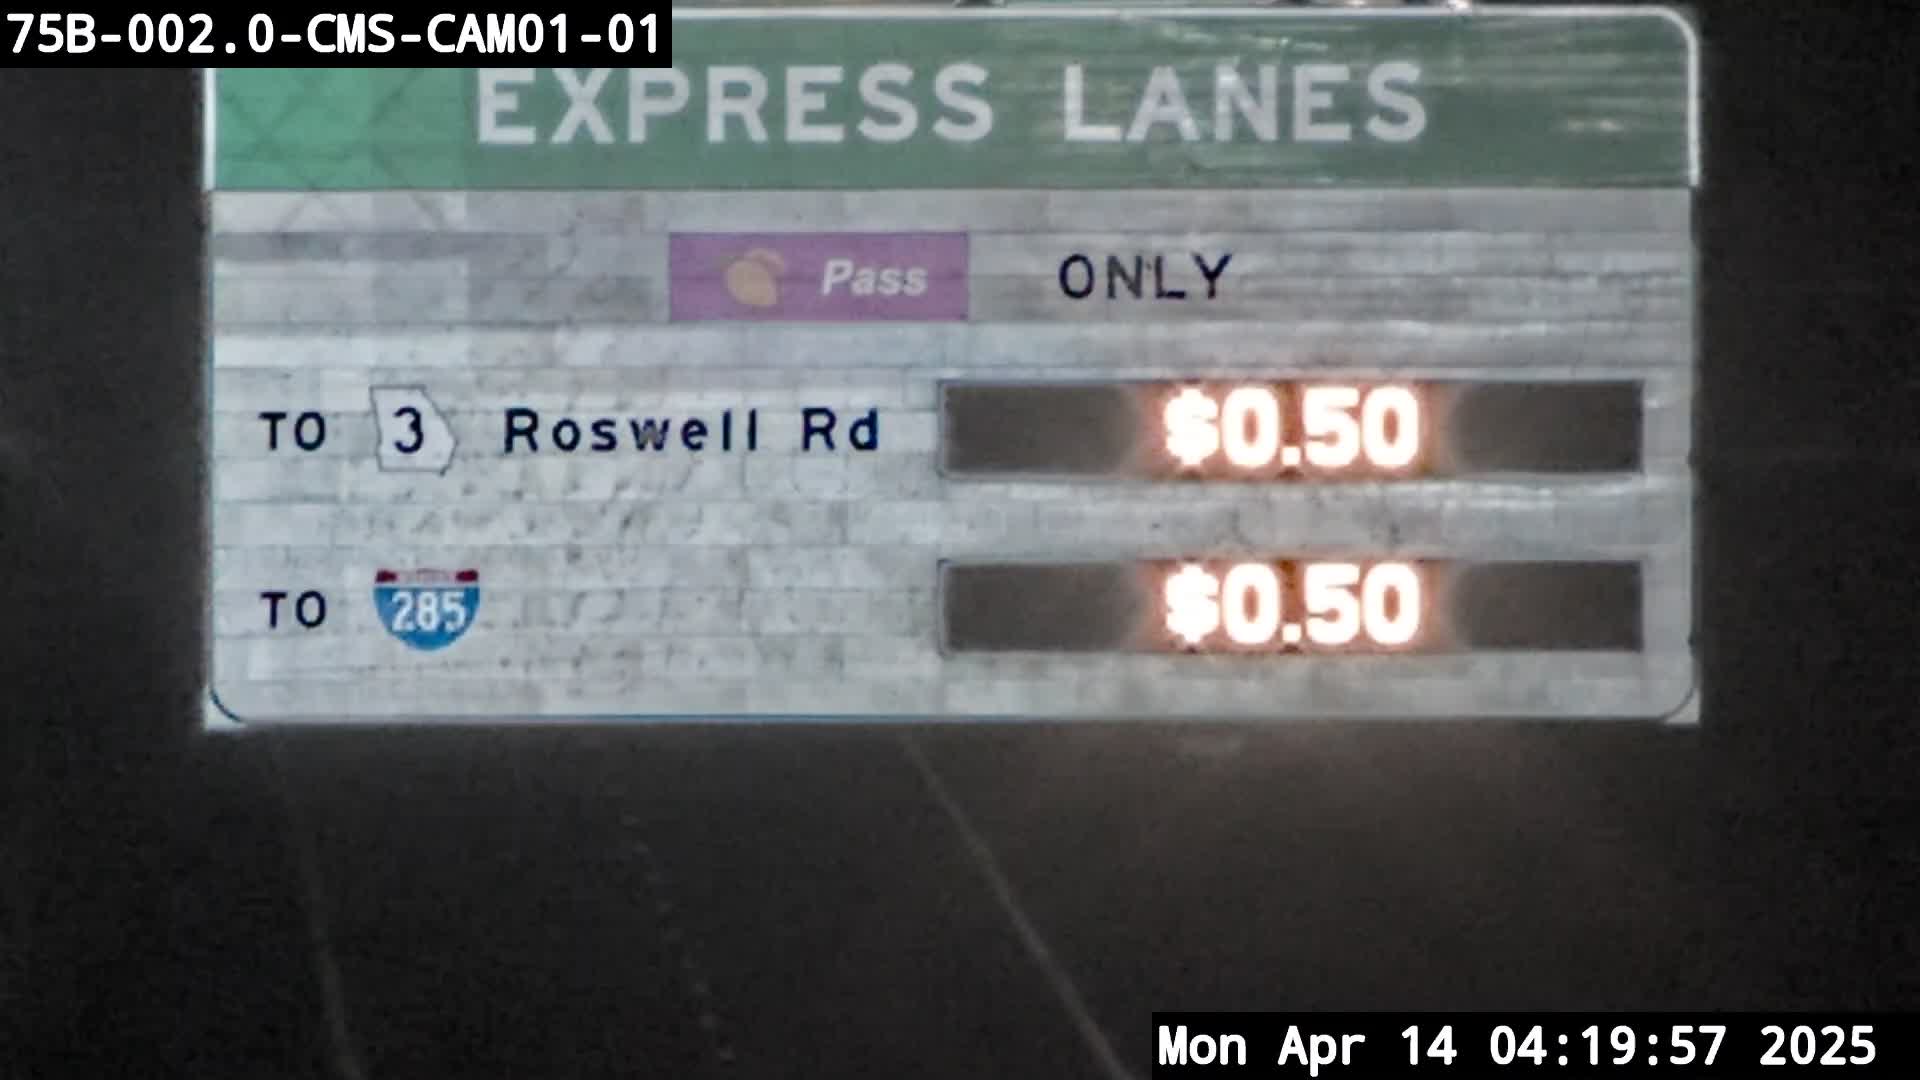 75B-002.0-CMS-CAM01-01
EXPRESS LANES
Pass ONLY
TO 3 Roswell Rd $0.50
TO 285 $0.50
Mon Apr 14 04:19:57 2025